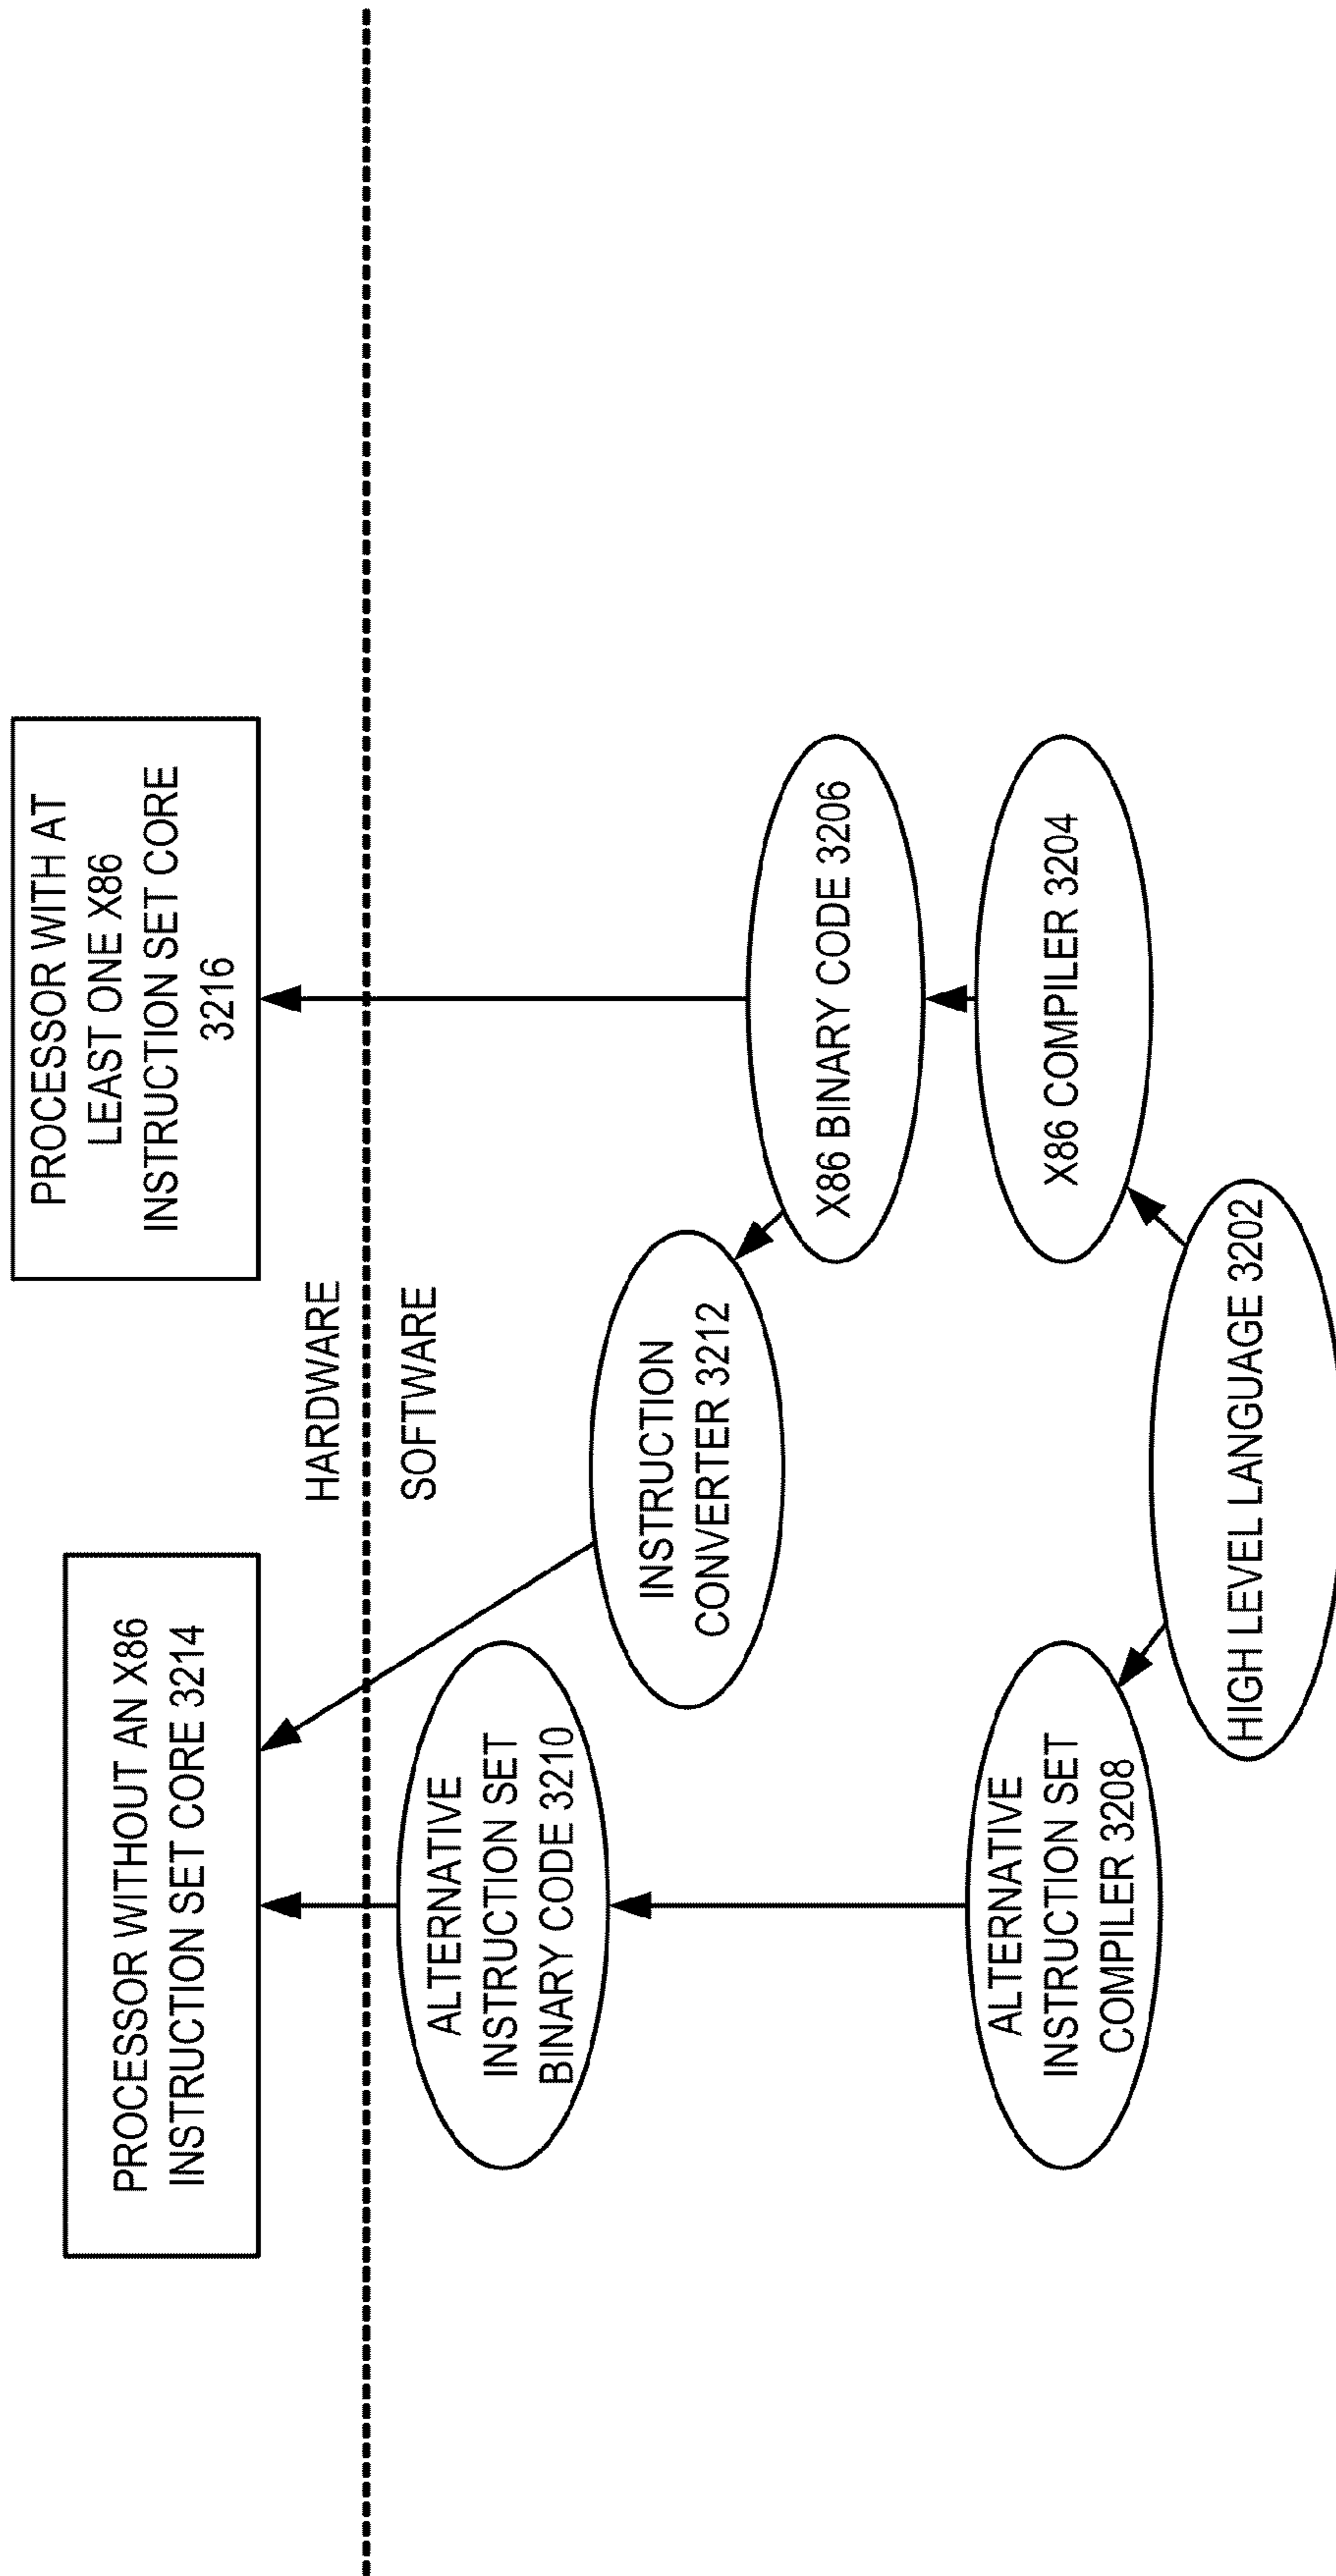 PROCESSOR WITHOUT AN X86
INSTRUCTION SET CORE 3214
PROCESSOR WITH AT
LEAST ONE X86
INSTRUCTION SET CORE
3216
HARDWARE
SOFTWARE
ALTERNATIVE
INSTRUCTION SET
BINARY CODE 3210
INSTRUCTION
CONVERTER 3212
X86 BINARY CODE 3206
ALTERNATIVE
INSTRUCTION SET
COMPILER 3208
X86 COMPILER 3204
HIGH LEVEL LANGUAGE 3202